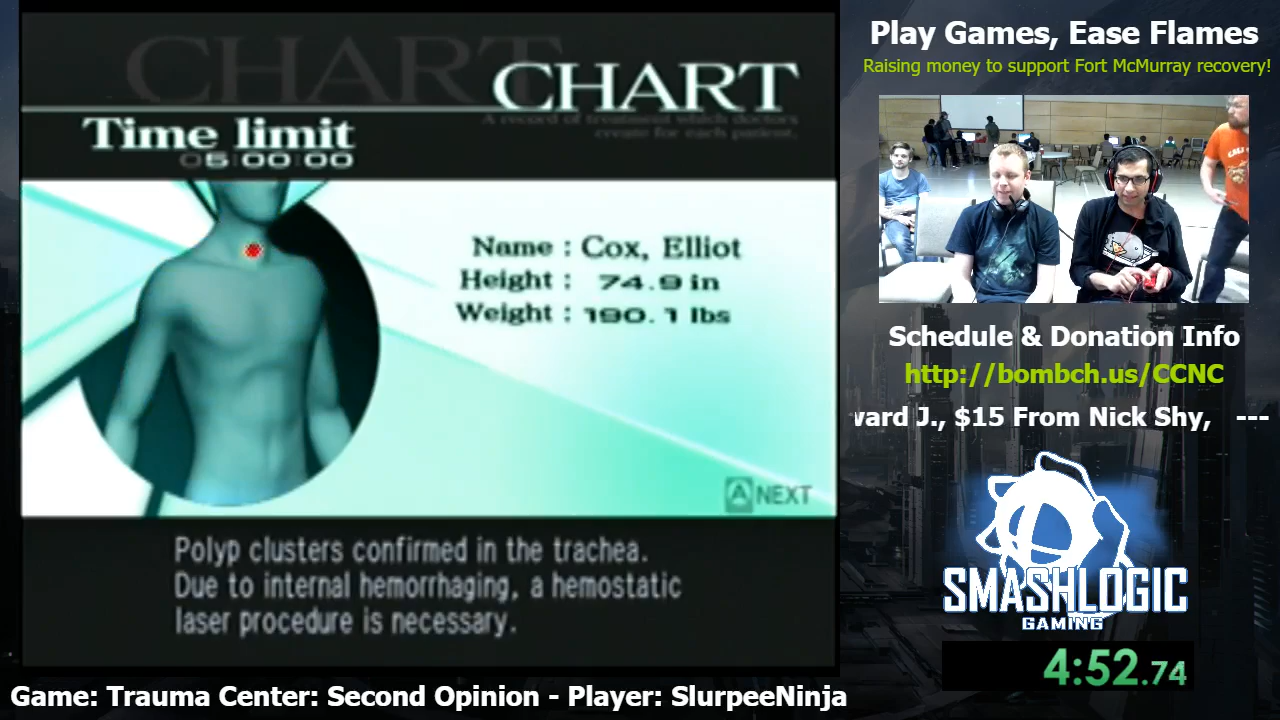 CHART
CHART
A record of treatment which doctors
create for each patient.
Time limit
05:00:00
Name : Cox, Elliot
Height : 74.9 in
Weight : 190.1 lbs
A NEXT
Polyp clusters confirmed in the trachea.
Due to internal hemorrhaging, a hemostatic
laser procedure is necessary.
Play Games, Ease Flames
Raising money to support Fort McMurray recovery!
Schedule & Donation Info
http://bombch.us/CCNC
ward J., $15 From Nick Shy, ---
SMASHLOGIC
GAMING
4:52.74
Game: Trauma Center: Second Opinion - Player: SlurpeeNinja